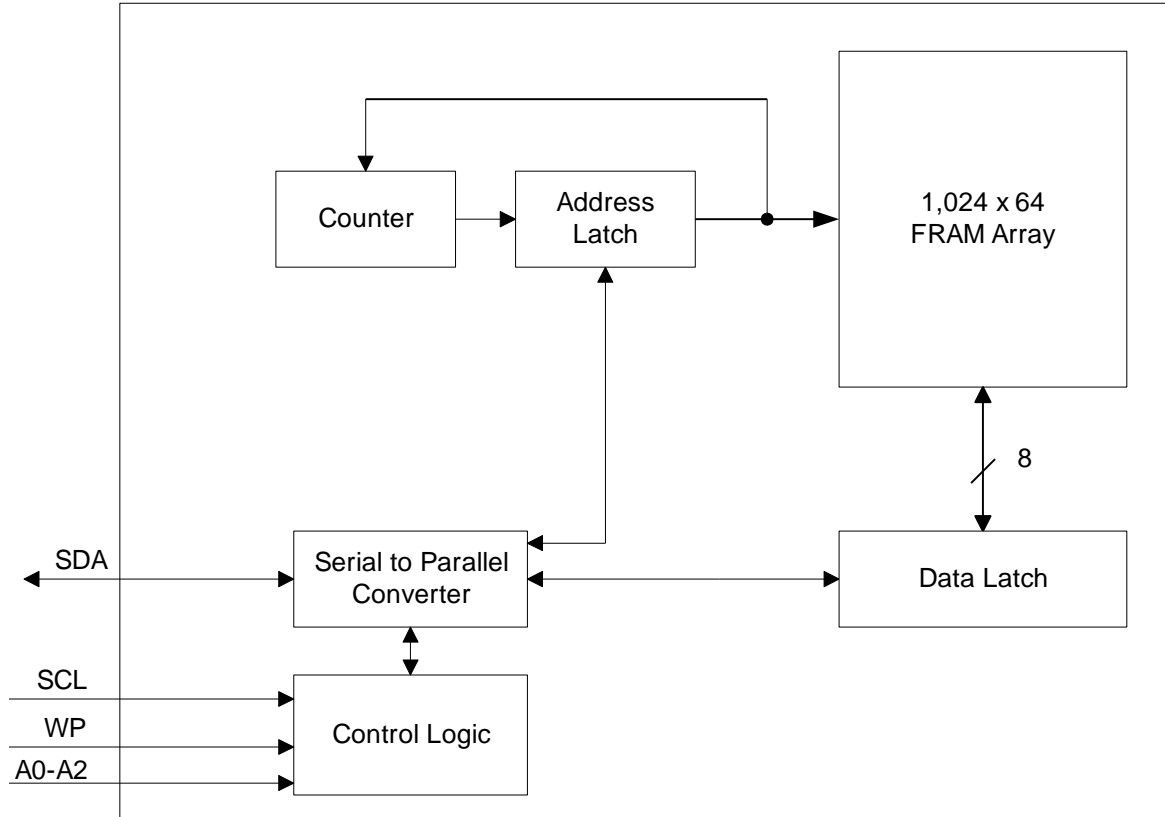 Counter
Address
Latch
1,024 x 64
FRAM Array
8
SDA
Serial to Parallel
Converter
Data Latch
SCL
WP
A0-A2
Control Logic